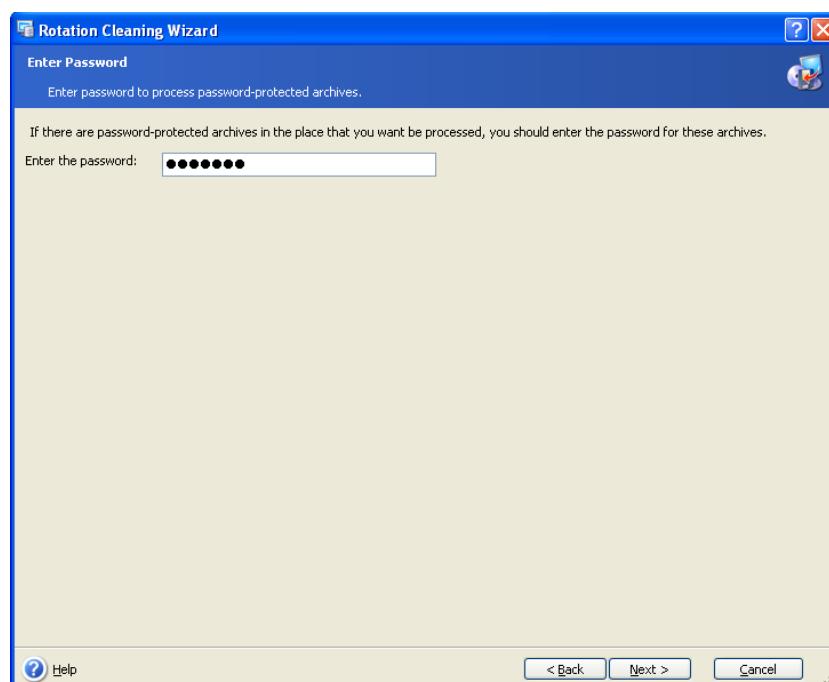 Rotation Cleaning Wizard
Enter Password
Enter password to process password-protected archives.
If there are password-protected archives in the place that you want be processed, you should enter the password for these archives.
Enter the password: ●●●●●●●
Help < Back Next > Cancel